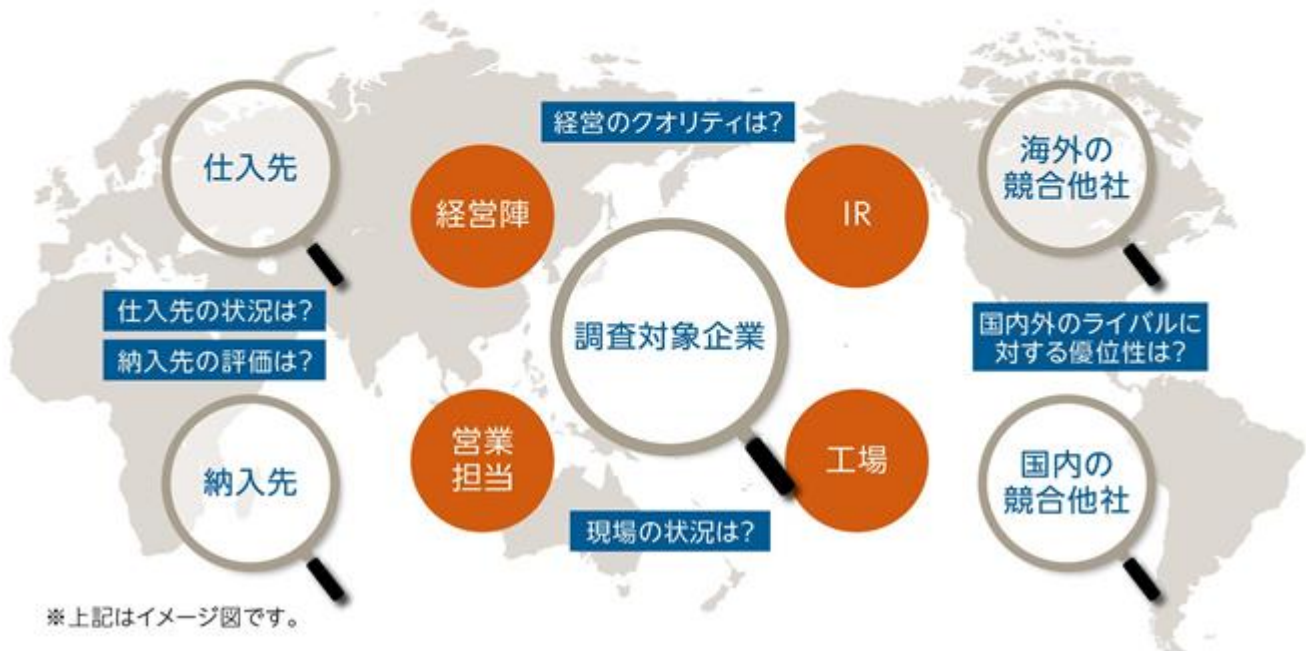 仕入先
経営のクオリティは?
海外の
競合他社
経営陣
IR
仕入先の状況は?
納入先の評価は?
調査対象企業
国内外のライバルに
対する優位性は?
営業
担当
工場
納入先
国内の
競合他社
現場の状況は?
※上記はイメージ図です。